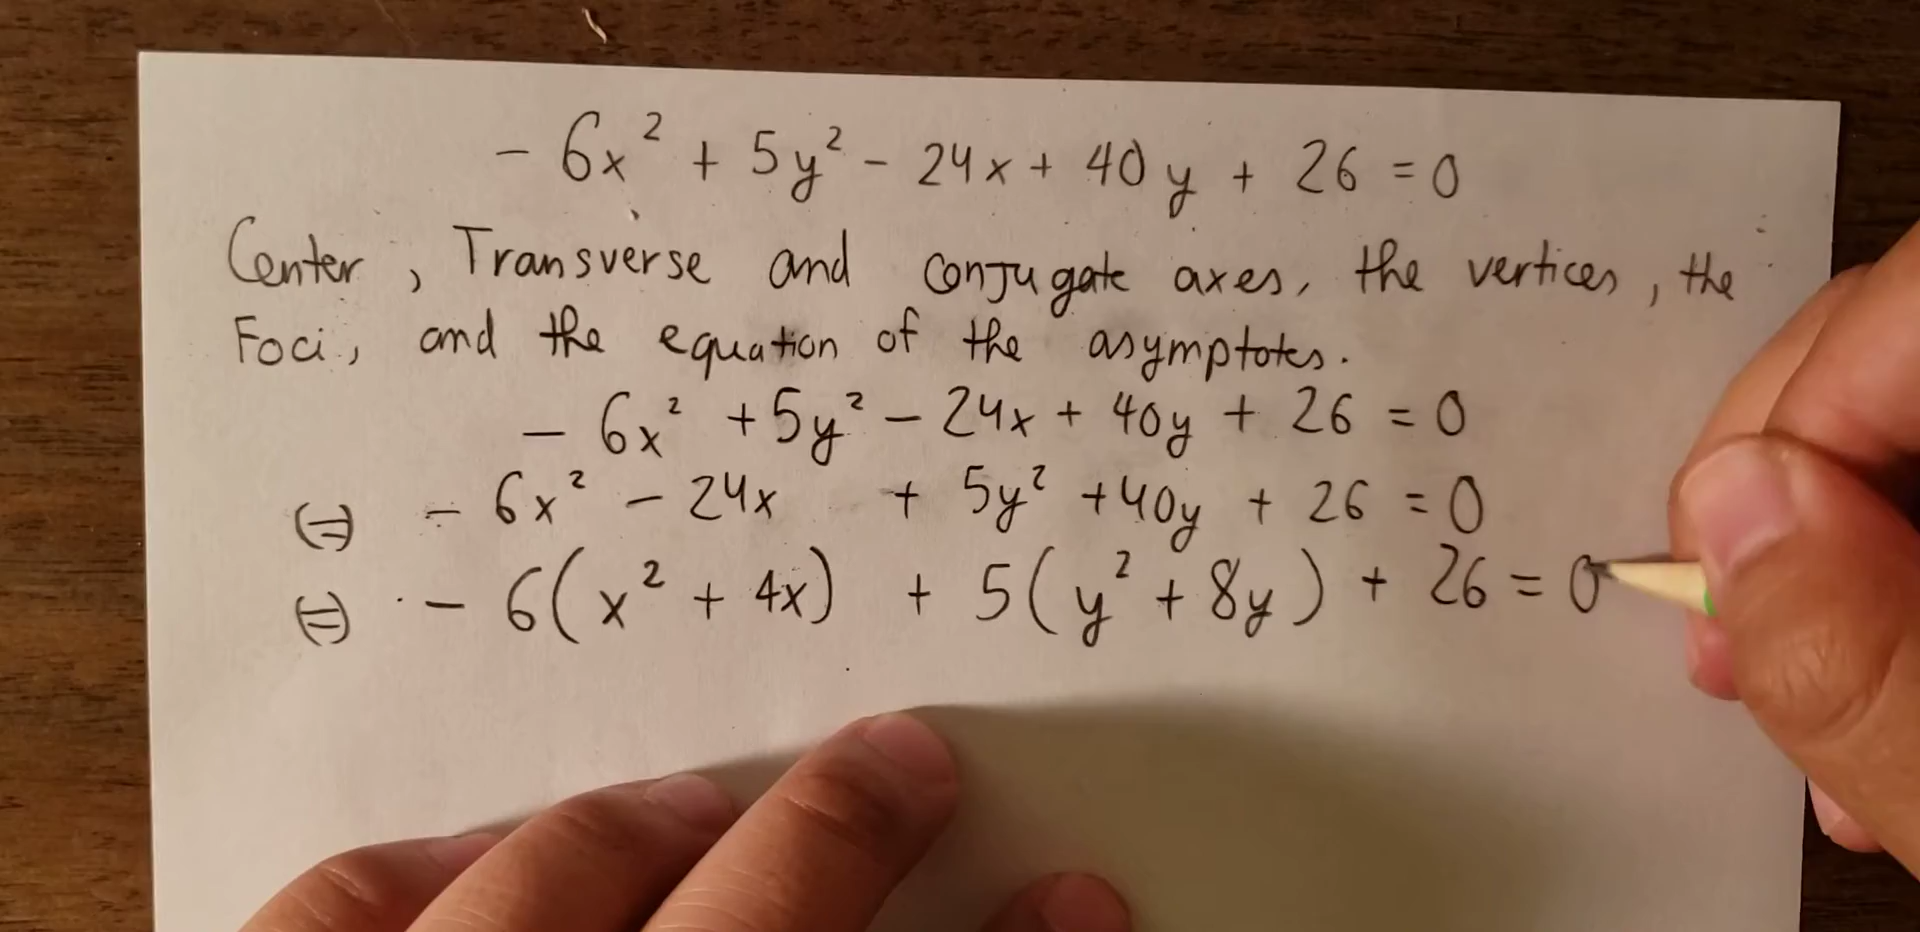 - 6x² + 5y² - 24x + 40y + 26 = 0
Center, Transverse and conjugate axes, the vertices, the
Foci, and the equation of the asymptotes.
- 6x² + 5y² - 24x + 40y + 26 = 0
(=) - 6x² - 24x + 5y² + 40y + 26 = 0
(=) - 6(x² + 4x) + 5(y² + 8y) + 26 = 0